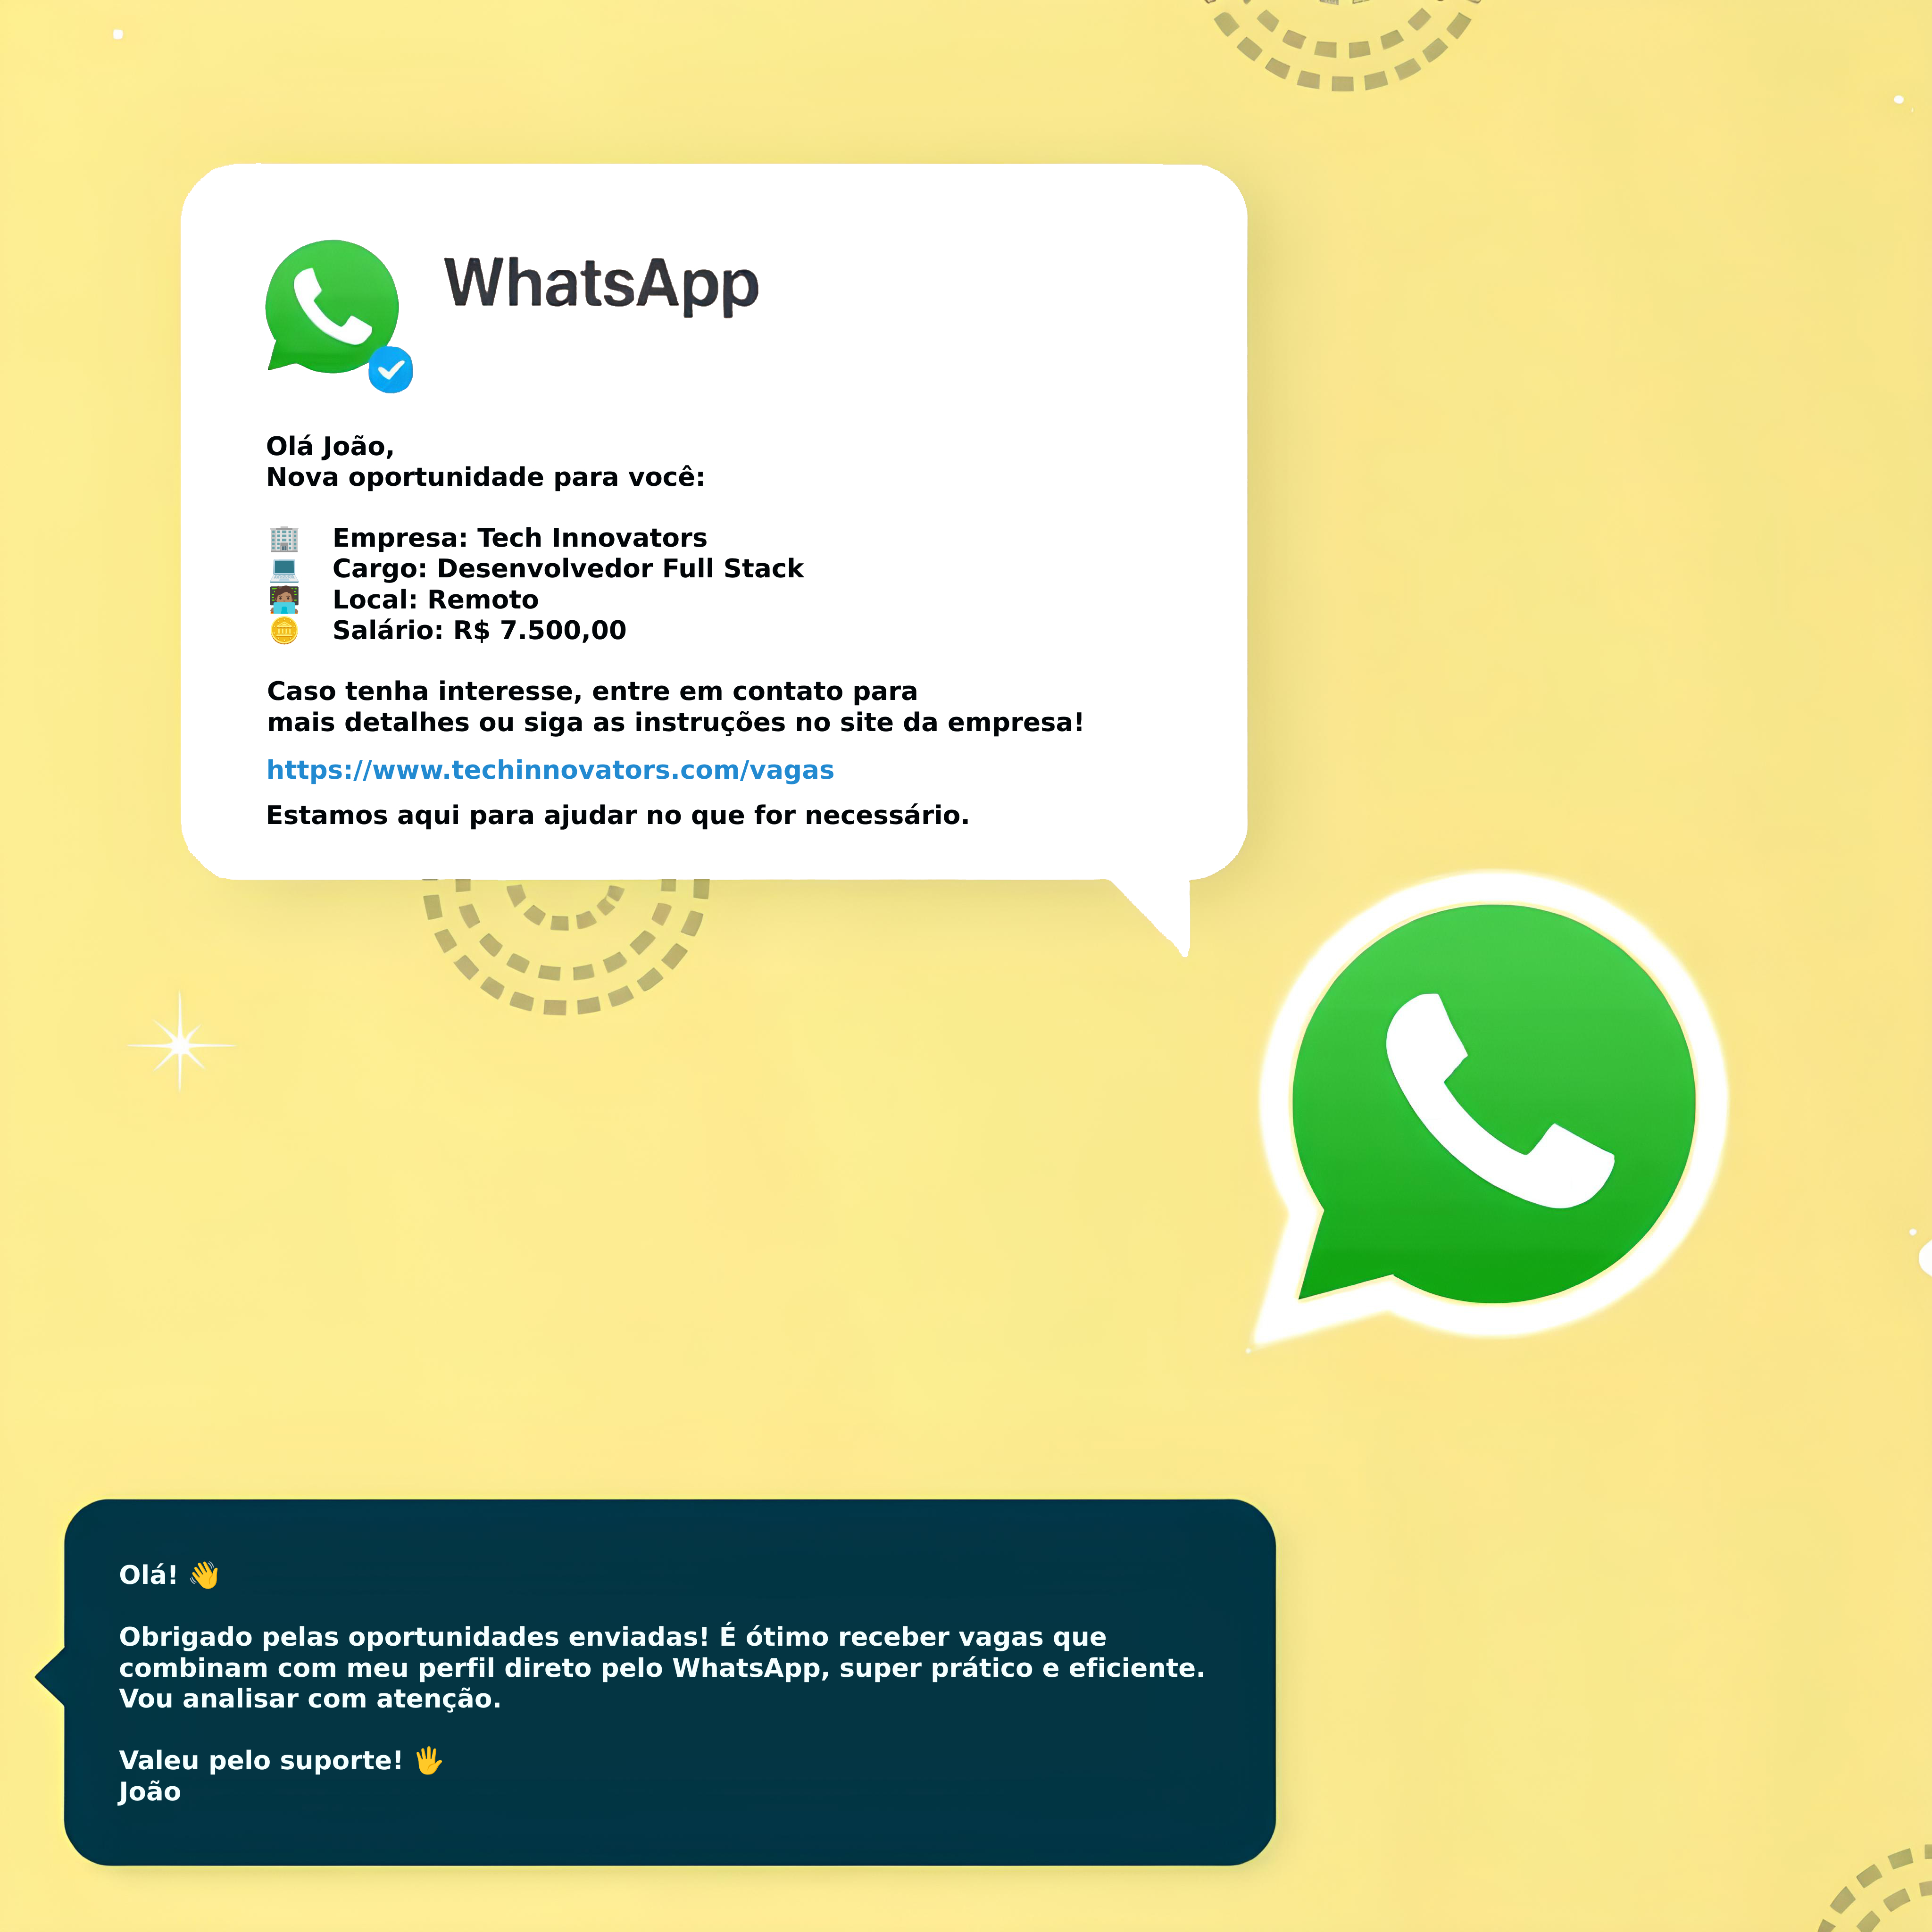 WhatsApp
Olá João,
Nova oportunidade para você:
🏢 Empresa: Tech Innovators
💻 Cargo: Desenvolvedor Full Stack
🧑🏽‍💻 Local: Remoto
🪙 Salário: R$ 7.500,00
Caso tenha interesse, entre em contato para
mais detalhes ou siga as instruções no site da empresa!
https://www.techinnovators.com/vagas
Estamos aqui para ajudar no que for necessário.
Olá! 👋
Obrigado pelas oportunidades enviadas! É ótimo receber vagas que
combinam com meu perfil direto pelo WhatsApp, super prático e eficiente.
Vou analisar com atenção.
Valeu pelo suporte! 🖐️
João